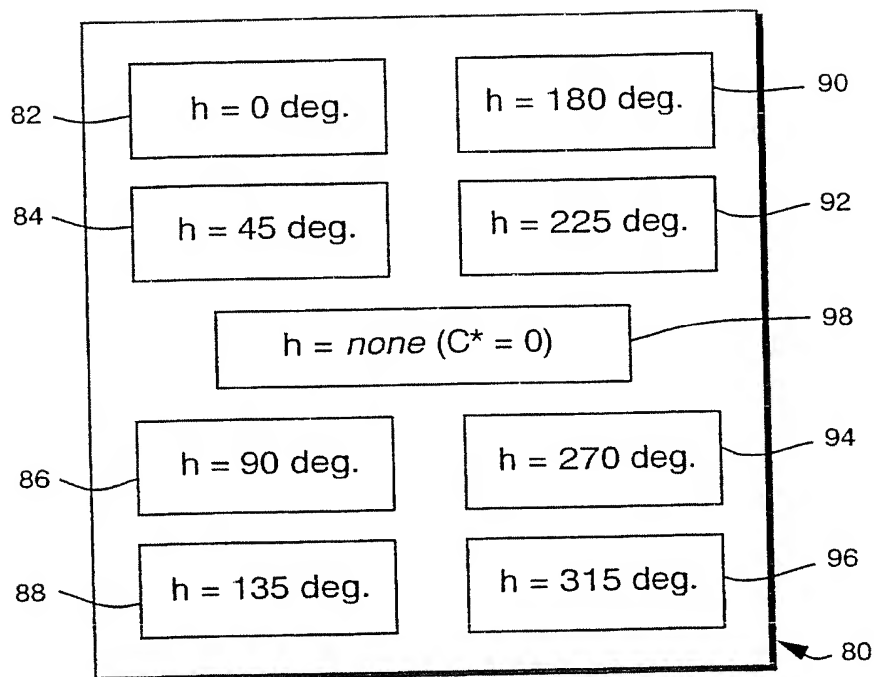 82 h = 0 deg. h = 180 deg. 90
84 h = 45 deg. h = 225 deg. 92
h = none (C* = 0) 98
86 h = 90 deg. h = 270 deg. 94
88 h = 135 deg. h = 315 deg. 96
80